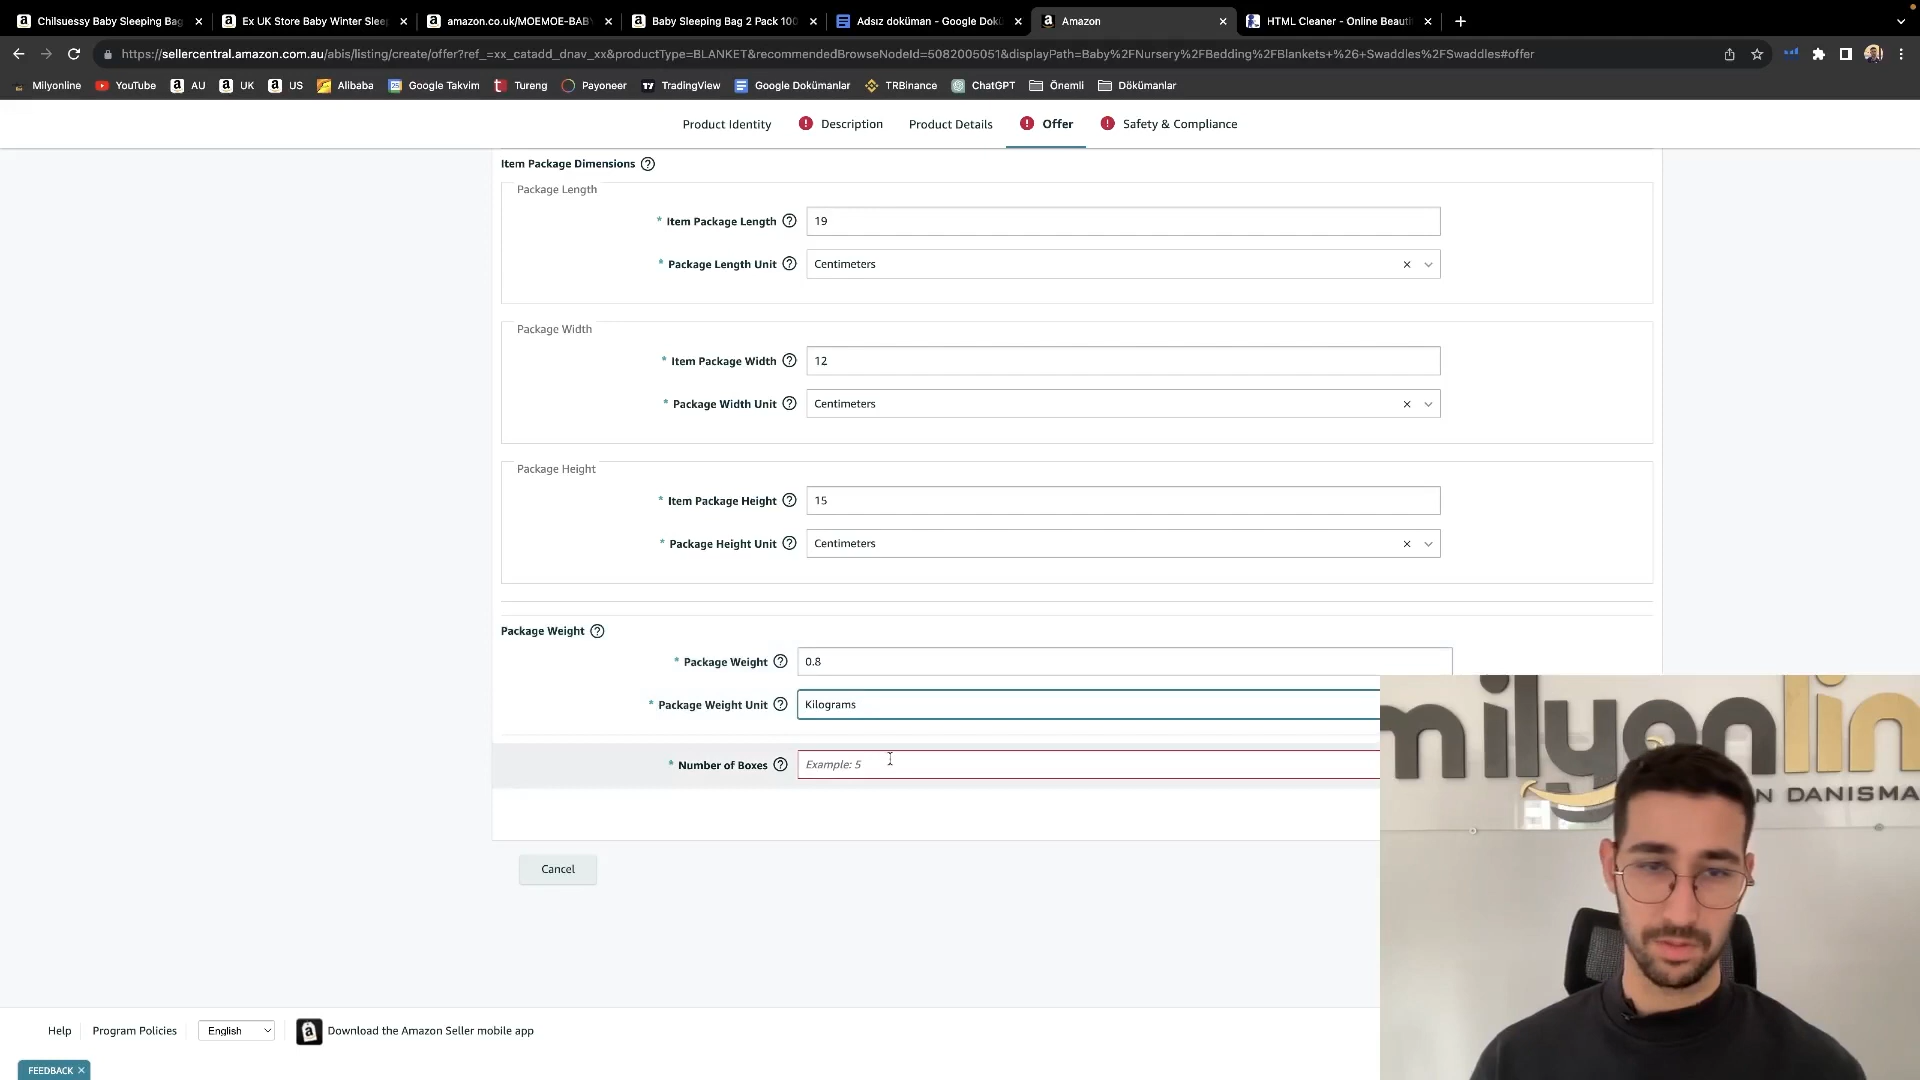 Chilsuessy Baby Sleeping Bag
Ex UK Store Baby Winter Slee
amazon.co.uk/MOEMOE-BABY
Baby Sleeping Bag 2 Pack 100
Adsız doküman - Google Dokü
Amazon
HTML Cleaner - Online Beauti
https://sellercentral.amazon.com.au/abis/listing/create/offer?ref_=xx_catadd_dnav_xx&productType=BLANKET&recommendedBrowseNodeId=5082005051&displayPath=Baby%2FNursery%2FBedding%2FBlankets+%26+Swaddles%2FSwaddles#offer
Milyonline
YouTube
AU
UK
US
Alibaba
Google Takvim
Tureng
Payoneer
TradingView
Google Dokümanlar
TRBinance
ChatGPT
Önemli
Dökümanlar
Product Identity
Description
Product Details
Offer
Safety & Compliance
Item Package Dimensions
Package Length
* Item Package Length 19
* Package Length Unit Centimeters
Package Width
* Item Package Width 12
* Package Width Unit Centimeters
Package Height
* Item Package Height 15
* Package Height Unit Centimeters
Package Weight
* Package Weight 0.8
* Package Weight Unit Kilograms
* Number of Boxes Example: 5
Cancel
milyonlin
N DANISMA
Help
Program Policies
English
Download the Amazon Seller mobile app
FEEDBACK